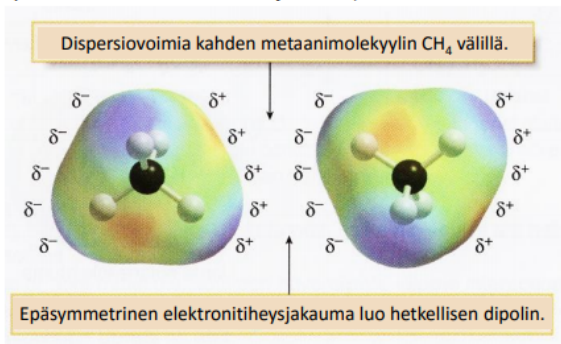 Dispersiovoimia kahden metaanimolekyylin CH₄ välillä.
δ⁻ δ⁺ δ⁻ δ⁺
δ⁻ δ⁺ δ⁻ δ⁺
δ⁻ δ⁺ δ⁻ δ⁺
δ⁻ δ⁺ δ⁻ δ⁺
δ⁻ δ⁺ δ⁻ δ⁺
Epäsymmetrinen elektronitiheysjakauma luo hetkellisen dipolin.